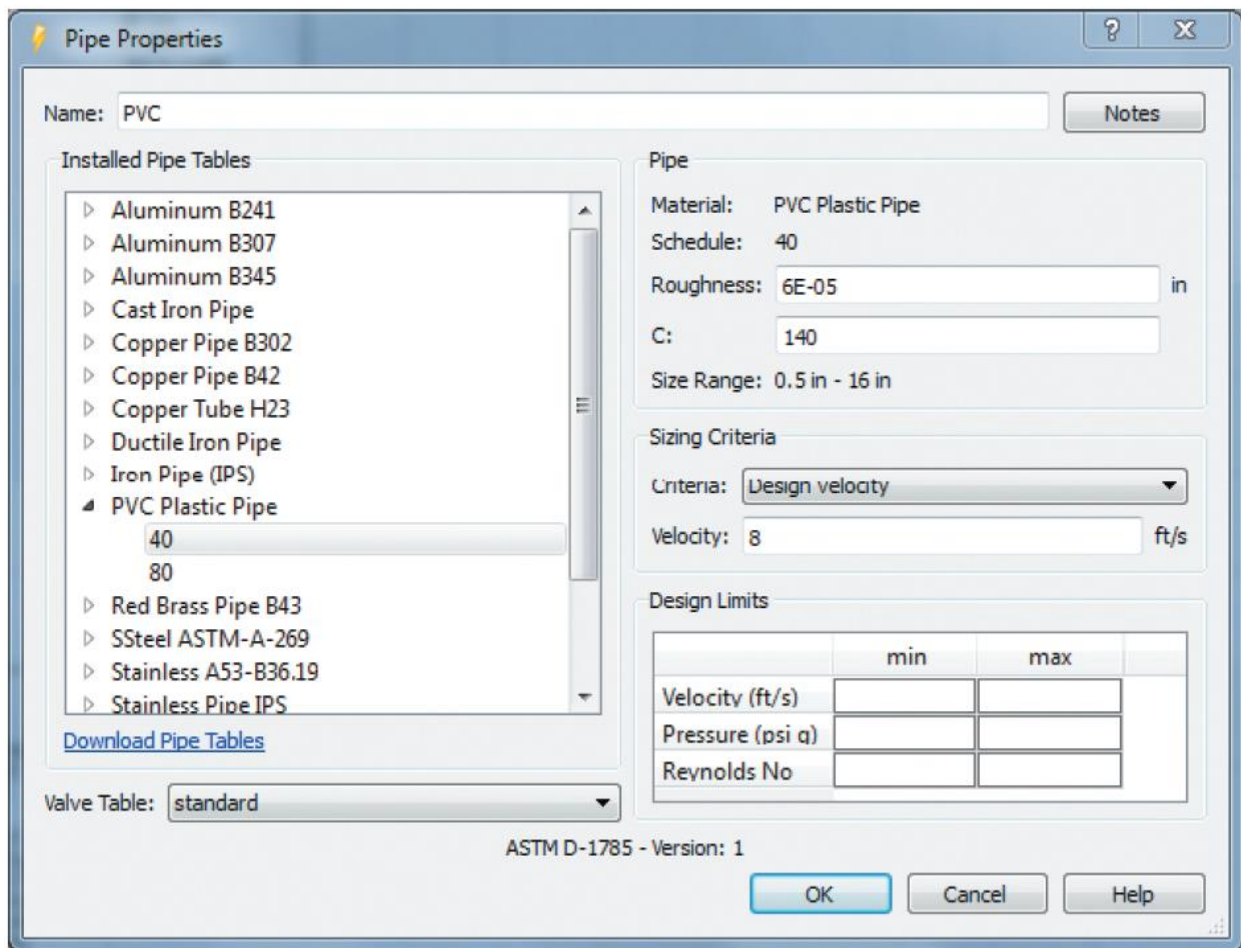 Pipe Properties
Name: PVC
Notes
Installed Pipe Tables
Aluminum B241
Aluminum B307
Aluminum B345
Cast Iron Pipe
Copper Pipe B302
Copper Pipe B42
Copper Tube H23
Ductile Iron Pipe
Iron Pipe (IPS)
PVC Plastic Pipe
40
80
Red Brass Pipe B43
SSteel ASTM-A-269
Stainless A53-B36.19
Stainless Pipe IPS
Download Pipe Tables
Valve Table: standard
Pipe
Material: PVC Plastic Pipe
Schedule: 40
Roughness: 6E-05 in
C: 140
Size Range: 0.5 in - 16 in
Sizing Criteria
Criteria: Design velocity
Velocity: 8 ft/s
Design Limits
min max
Velocity (ft/s)
Pressure (psi g)
Reynolds No
ASTM D-1785 - Version: 1
OK Cancel Help